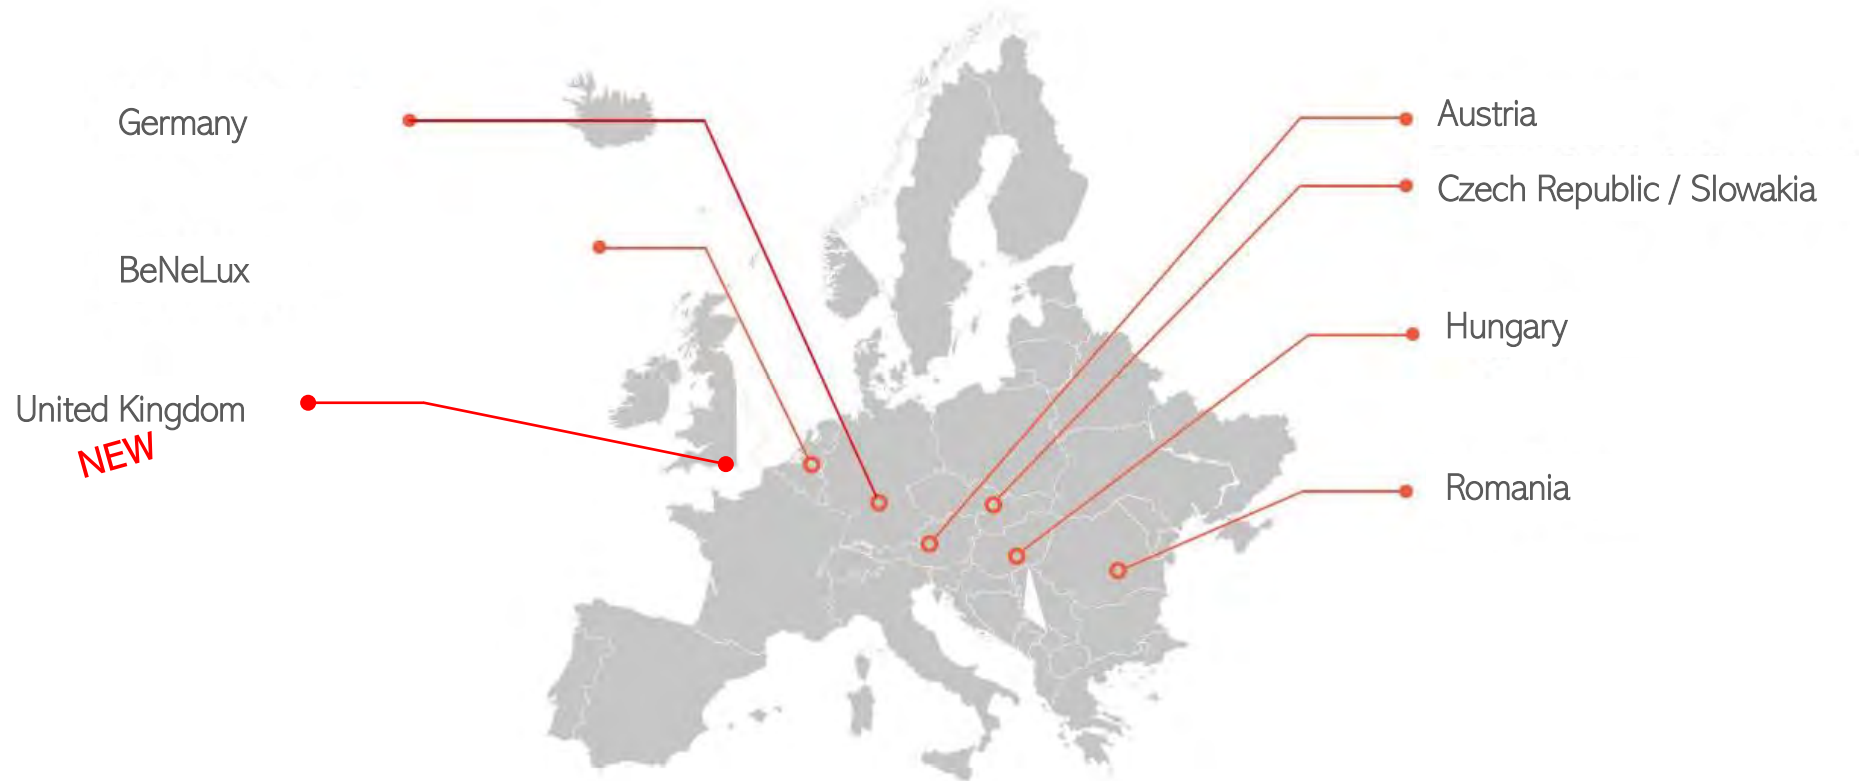 Germany
BeNeLux
United Kingdom
NEW
Austria
Czech Republic / Slowakia
Hungary
Romania